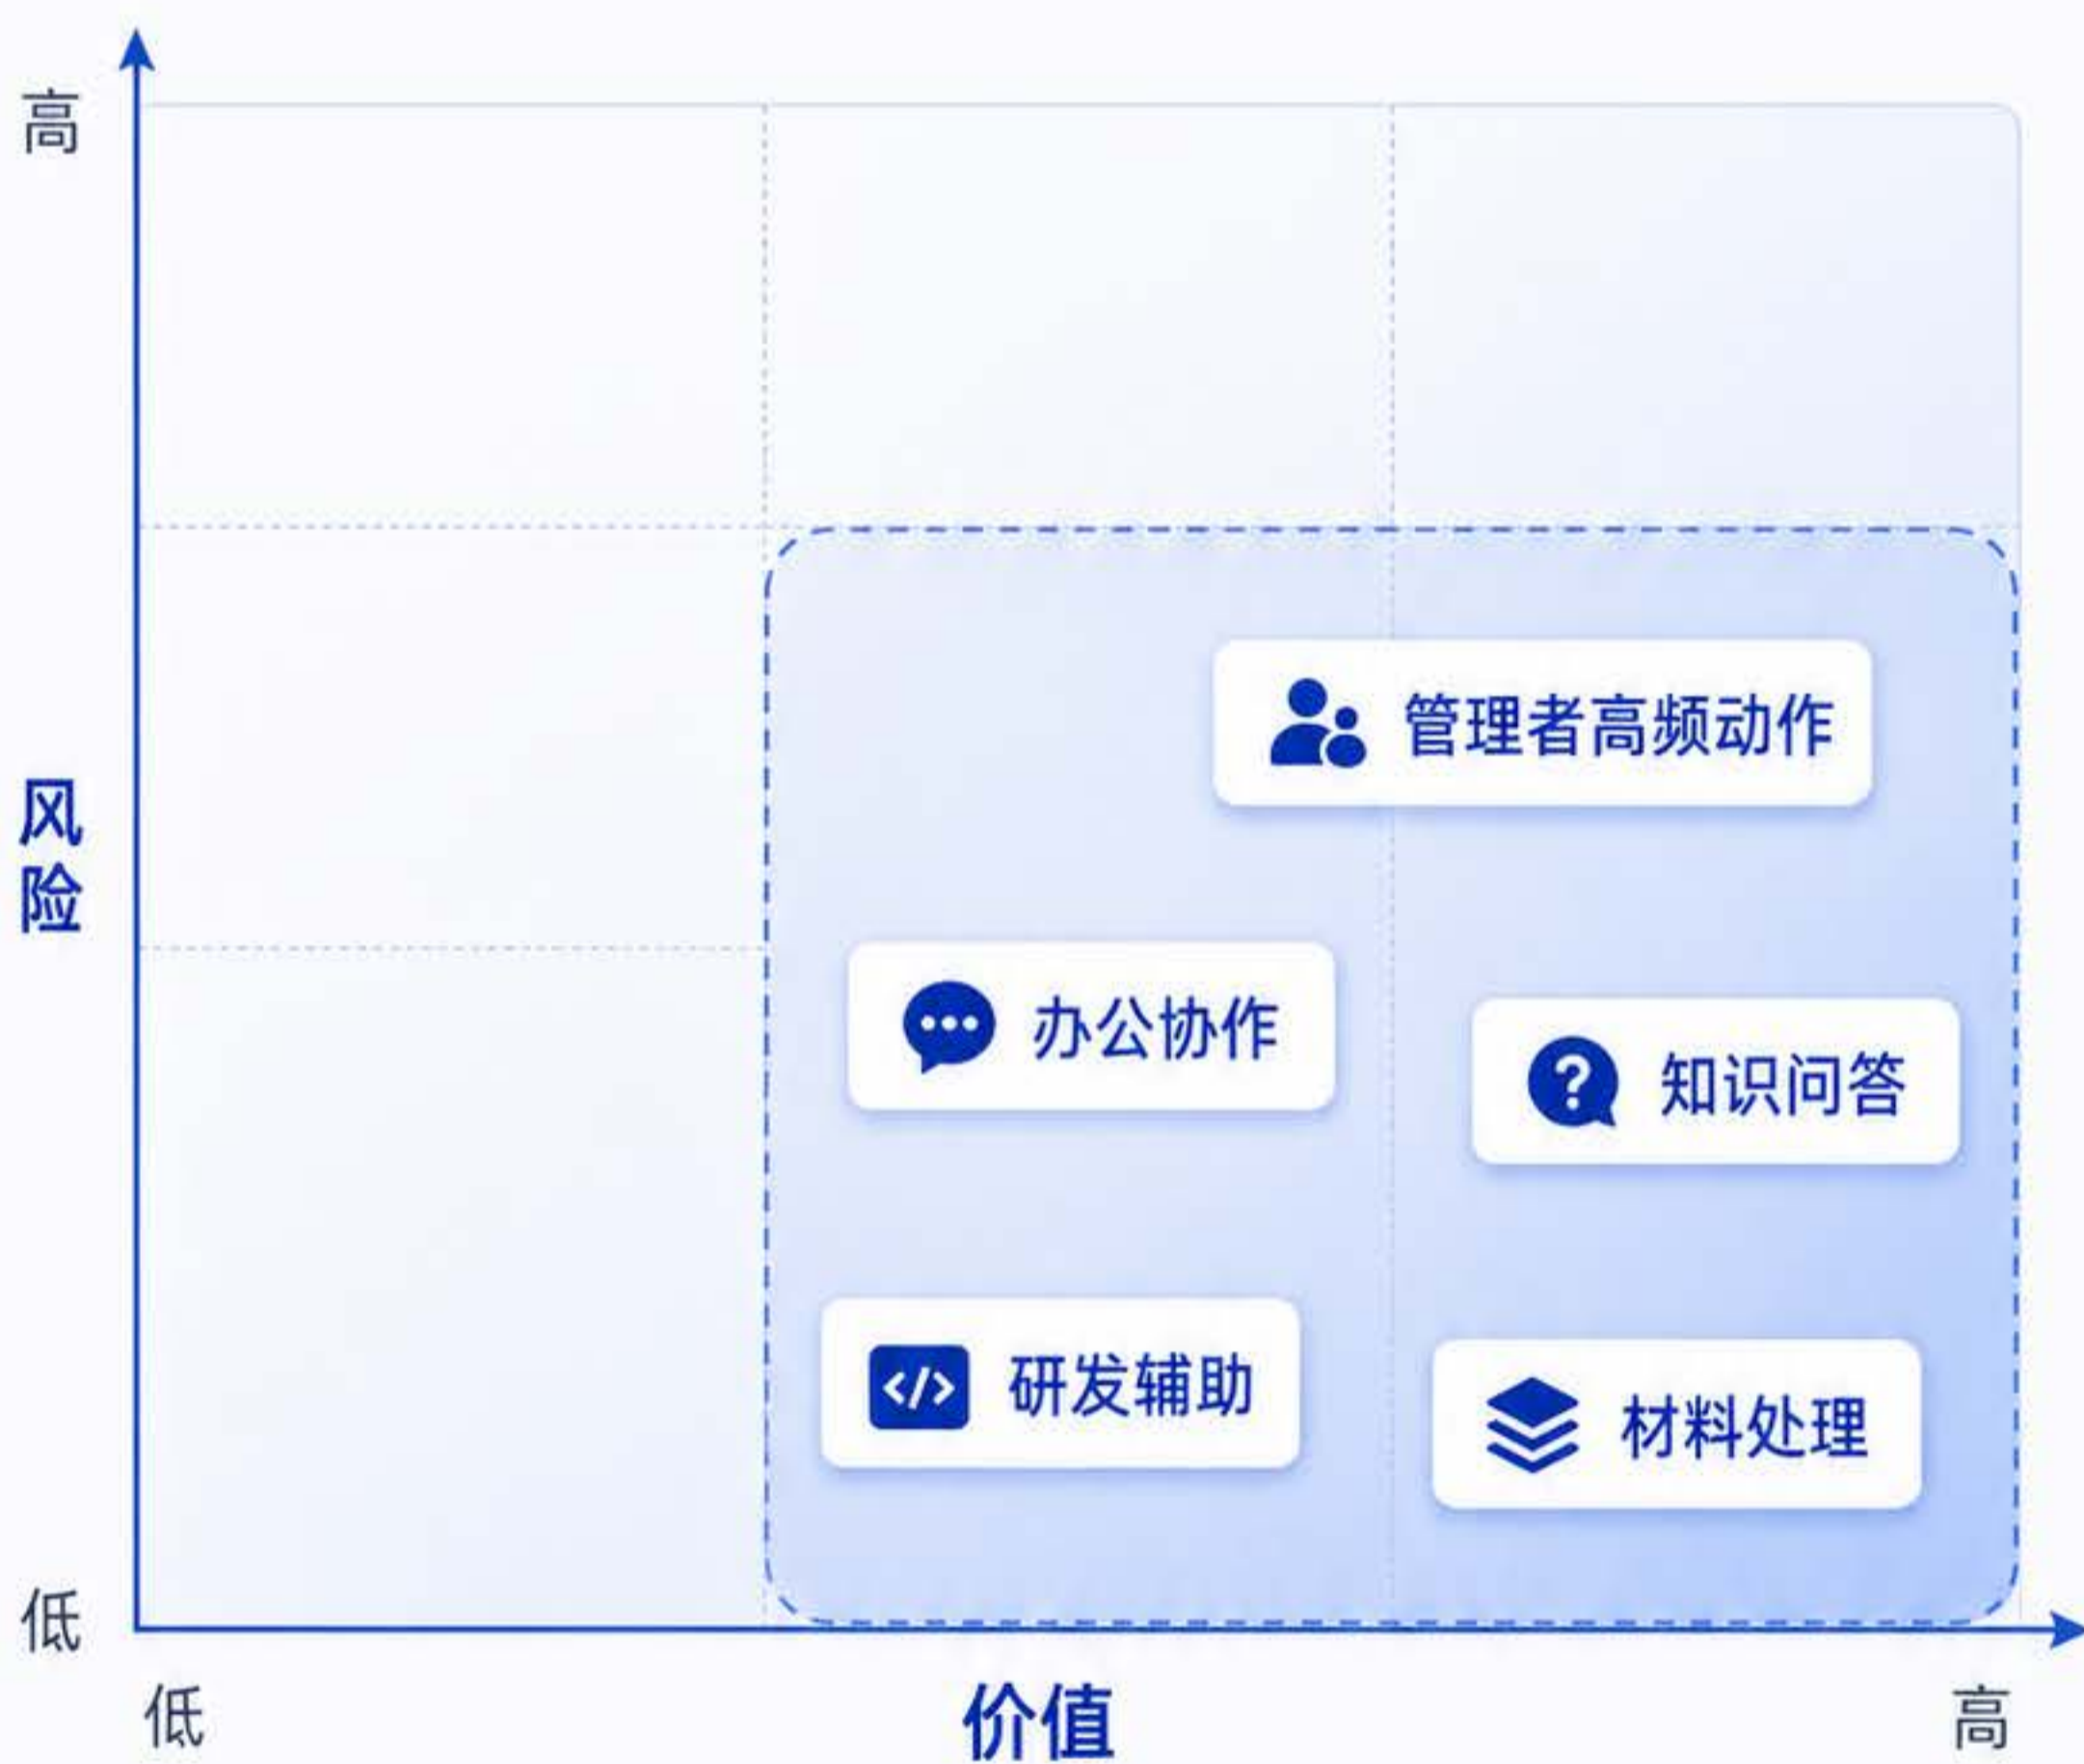 高
管理者高频动作
风
险
办公协作
知识问答
</>
研发辅助
材料处理
低
低
价值
高